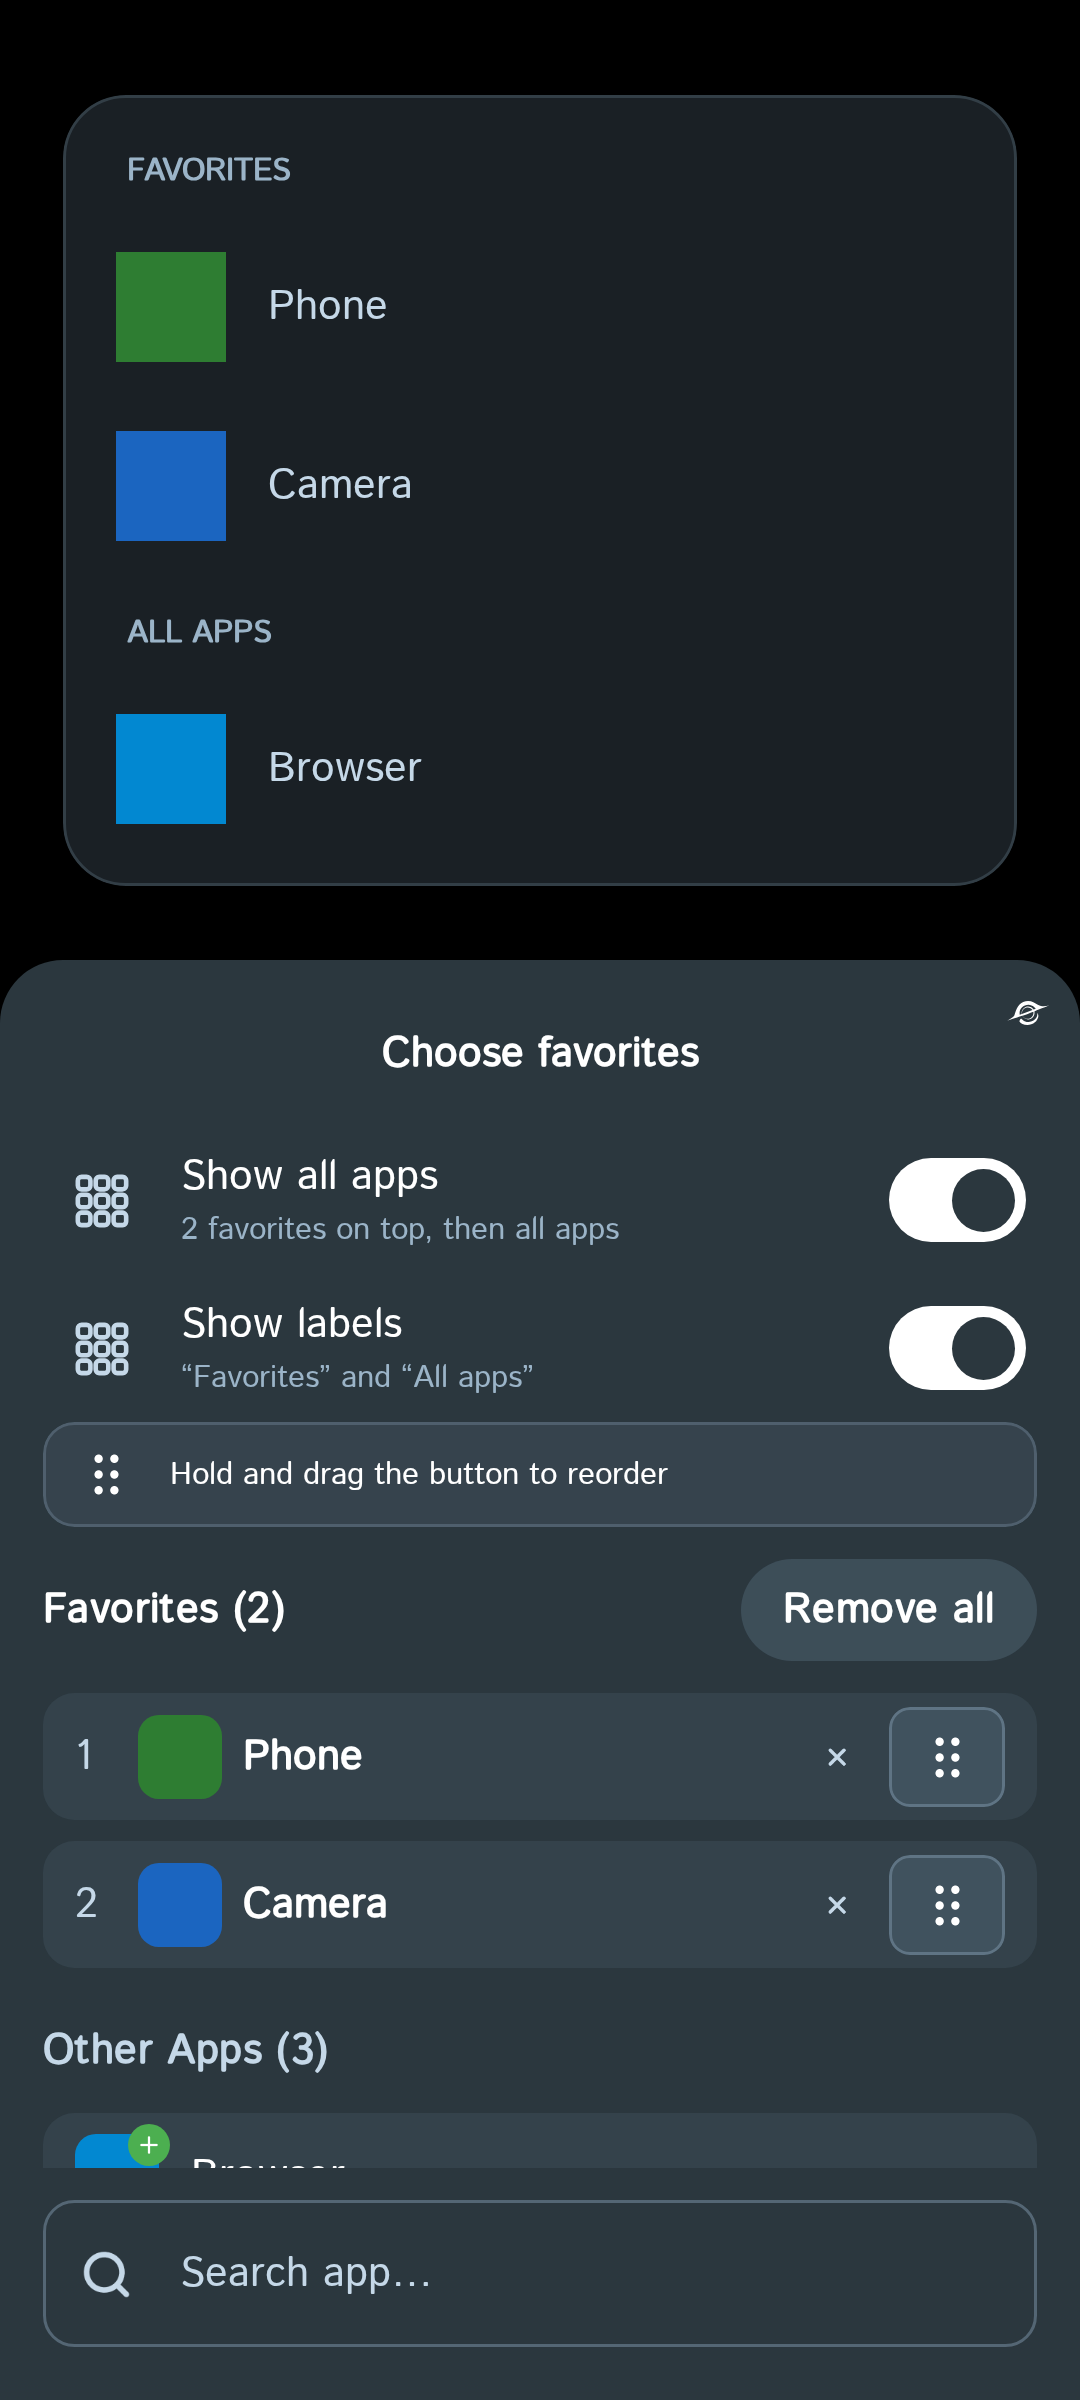 FAVORITES
Phone
Camera
ALL APPS
Browser
Choose favorites
Show all apps
2 favorites on top, then all apps
Show labels
“Favorites” and “All apps”
Hold and drag the button to reorder
Favorites (2)
Remove all
1 Phone ×
2 Camera ×
Other Apps (3)
Browser
Search app...